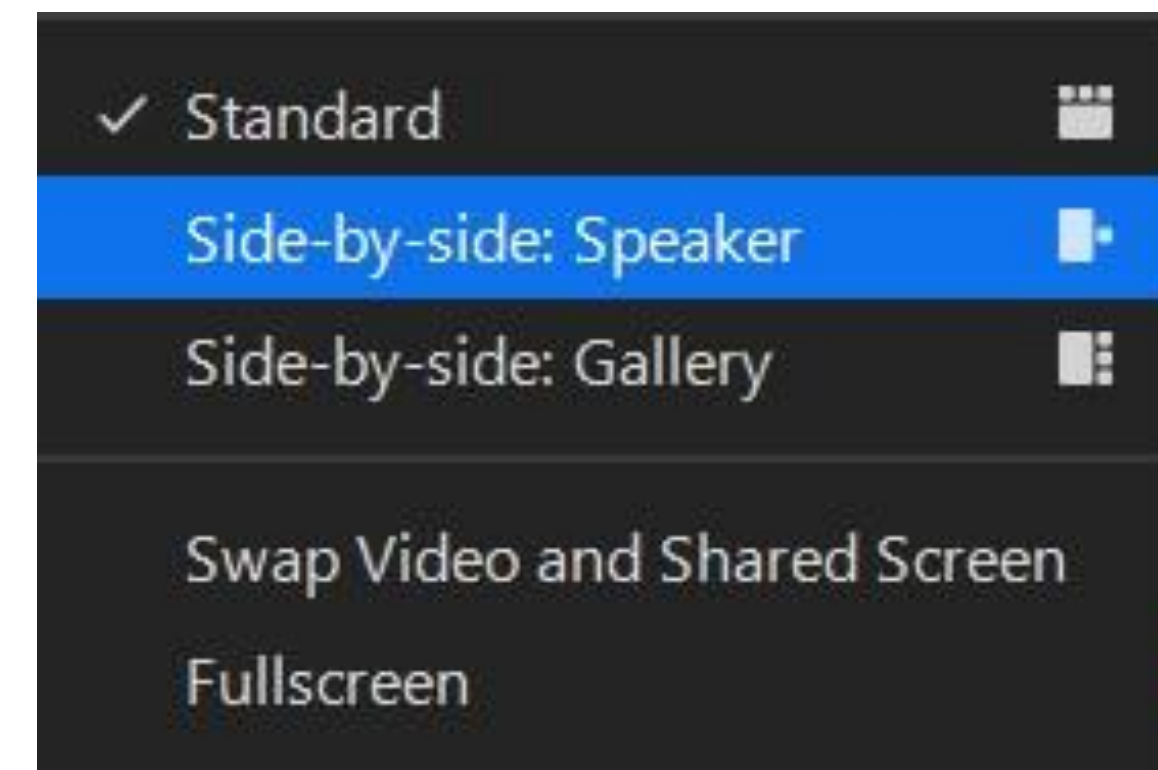 Standard
Side-by-side: Speaker
Side-by-side: Gallery
Swap Video and Shared Screen
Fullscreen